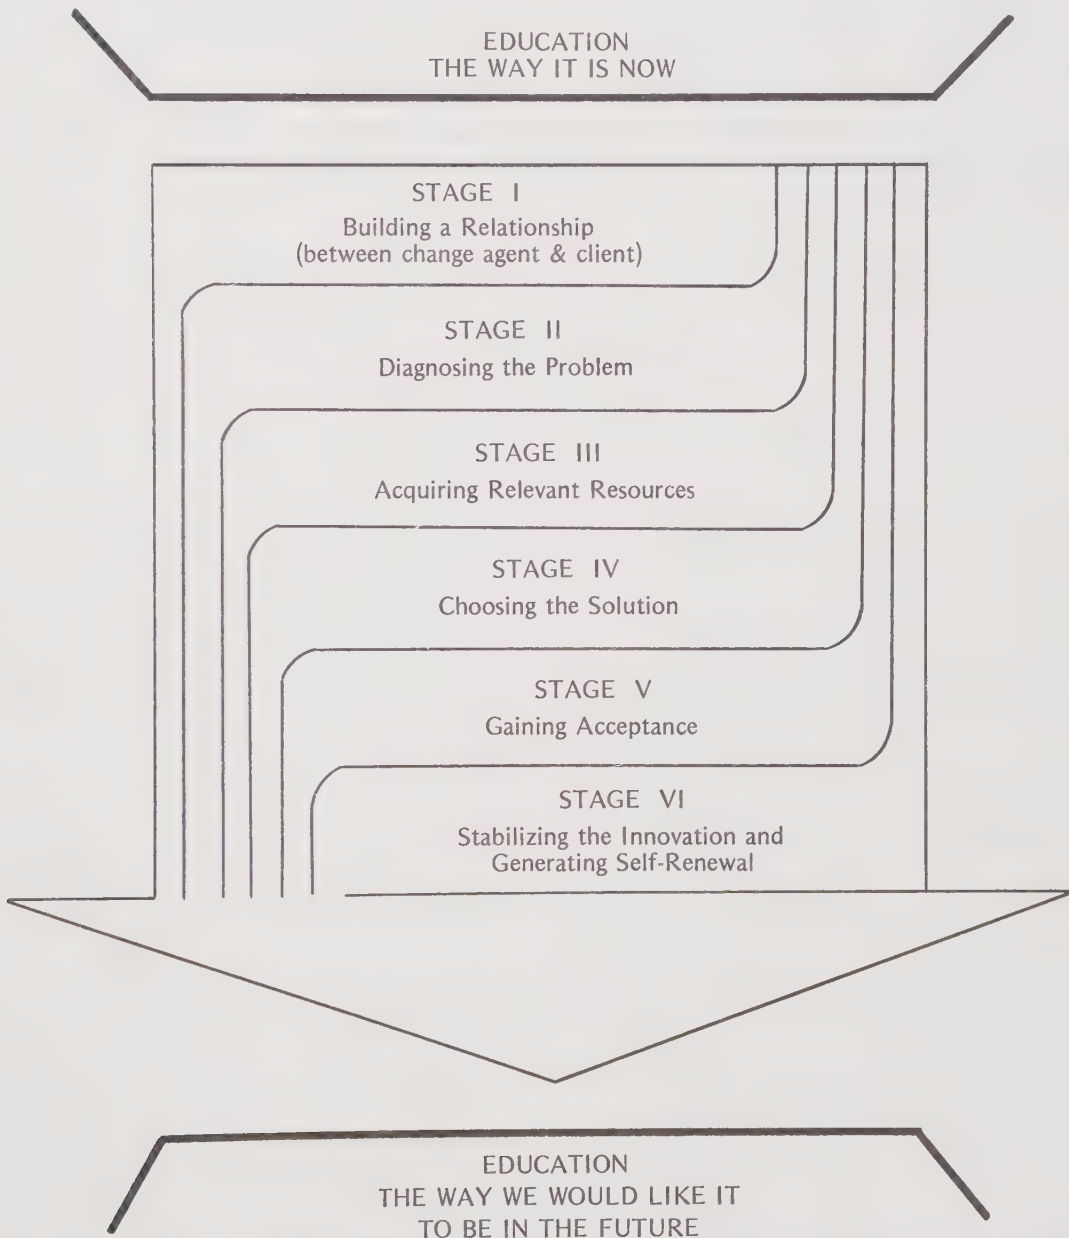 EDUCATION
THE WAY IT IS NOW
STAGE I
Building a Relationship
(between change agent & client)
STAGE II
Diagnosing the Problem
STAGE III
Acquiring Relevant Resources
STAGE IV
Choosing the Solution
STAGE V
Gaining Acceptance
STAGE VI
Stabilizing the Innovation and
Generating Self-Renewal
EDUCATION
THE WAY WE WOULD LIKE IT
TO BE IN THE FUTURE